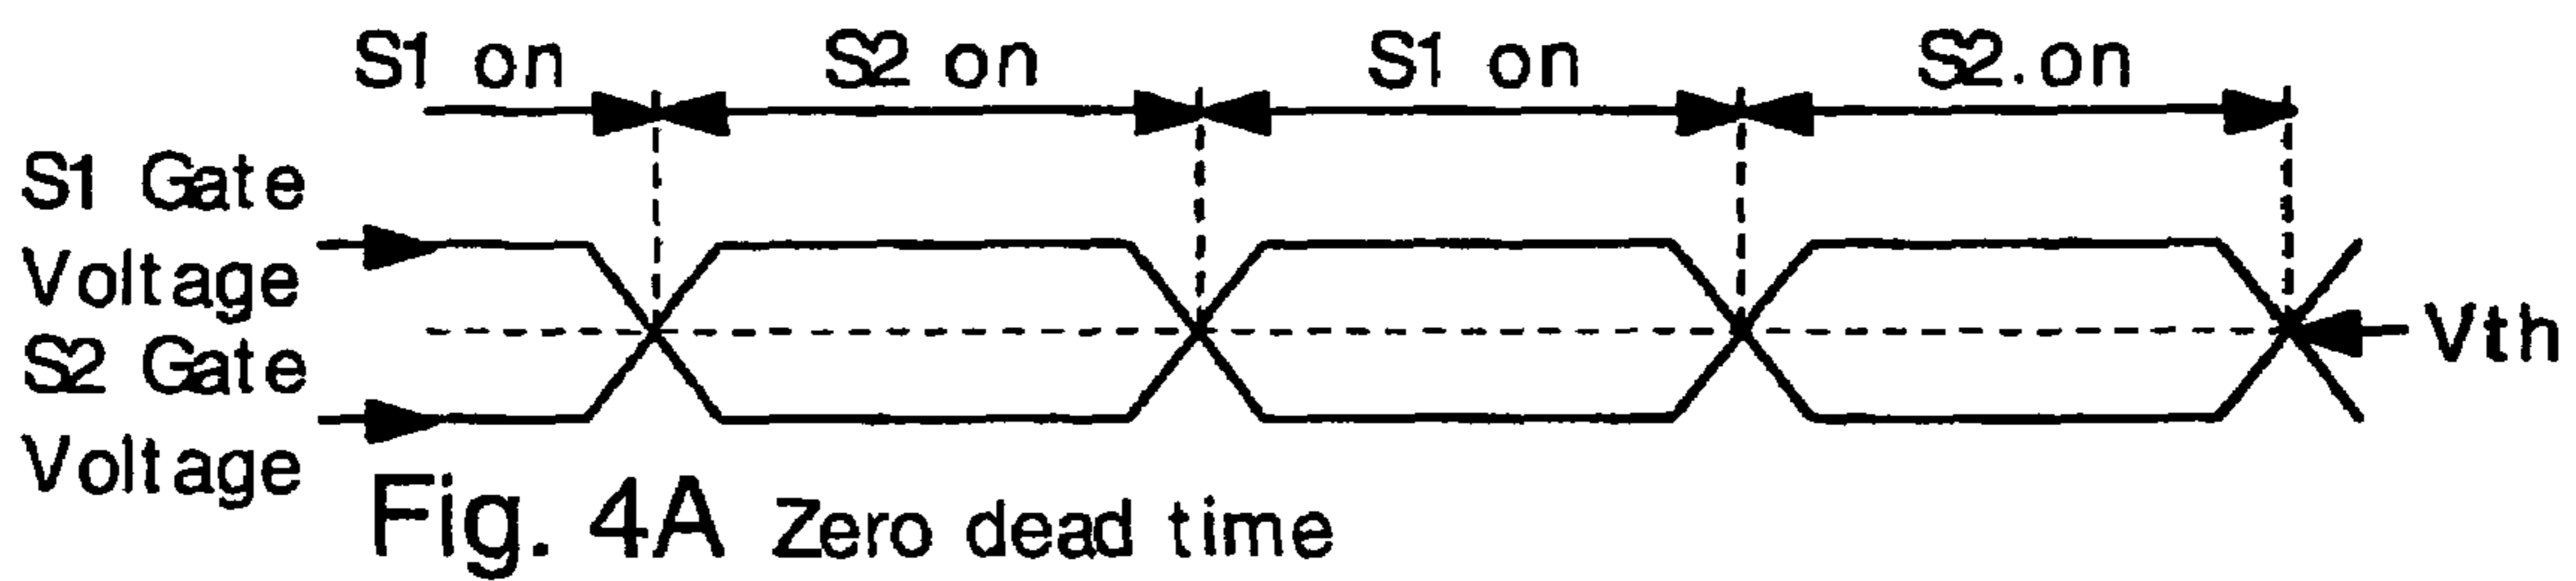 S1 on S2 on S1 on S2. on
S1 Gate
Voltage
S2 Gate
Voltage
Vth
Fig. 4A Zero dead time